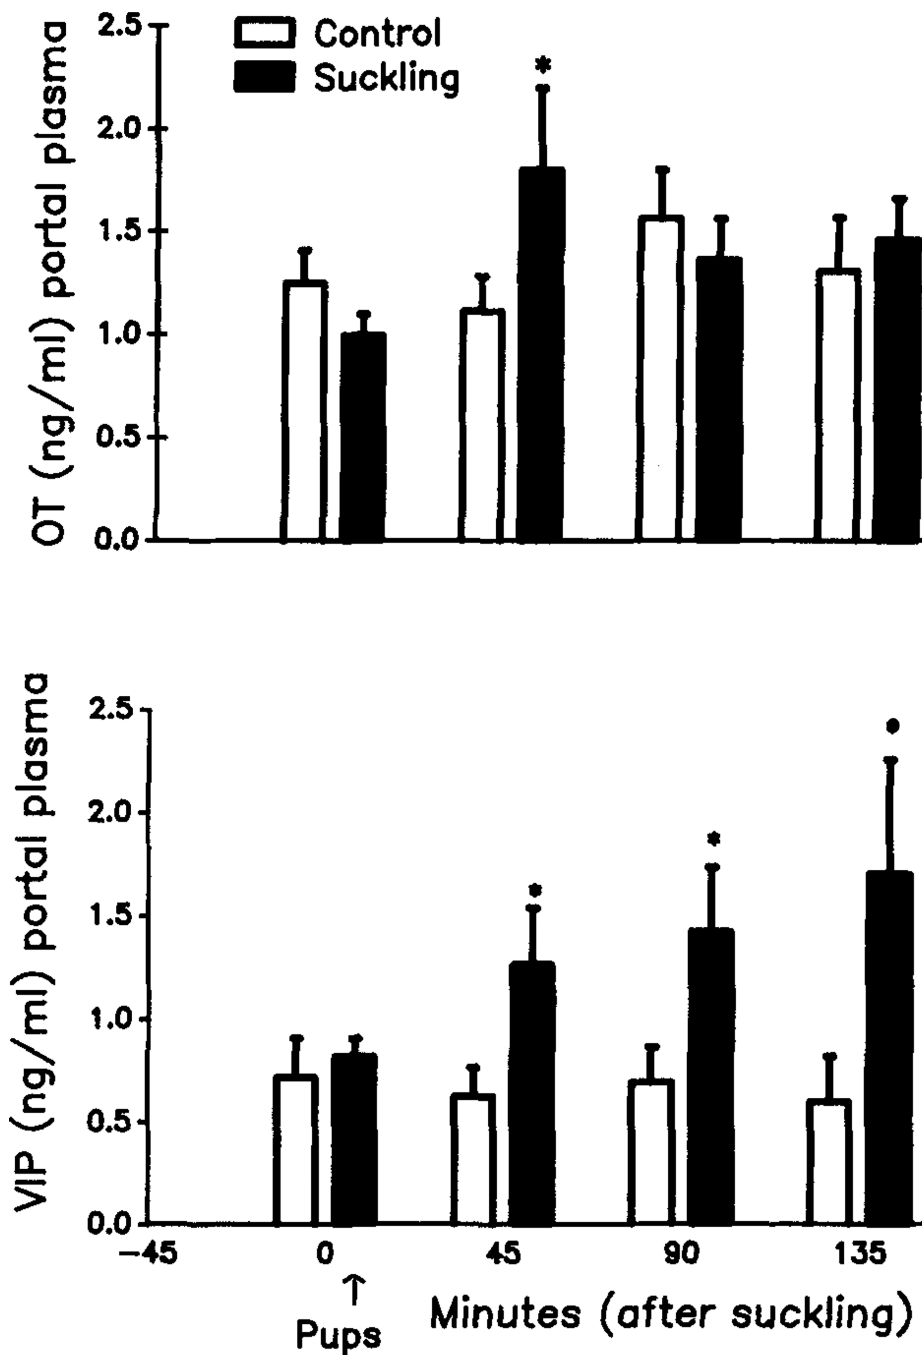 Control
Suckling
OT (ng/ml) portal plasma
2.5
2.0
1.5
1.0
0.5
0.0
*
VIP (ng/ml) portal plasma
2.5
2.0
1.5
1.0
0.5
0.0
*
*
-45 0 45 90 135
↑
Pups
Minutes (after suckling)